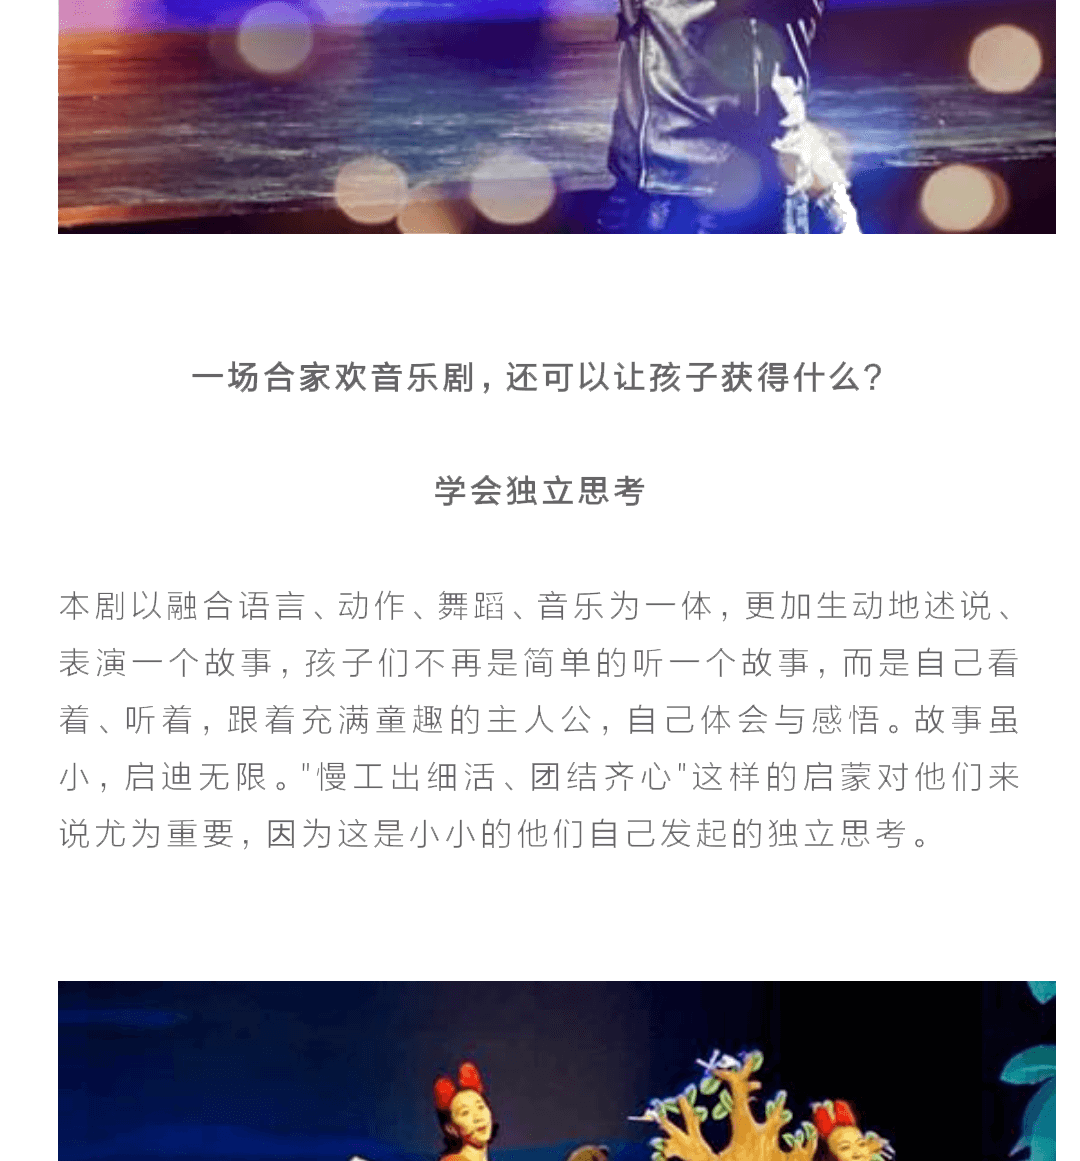 一场合家欢音乐剧，还可以让孩子获得什么？
学会独立思考
本剧以融合语言、动作、舞蹈、音乐为一体，更加生动地述说、
表演一个故事，孩子们不再是简单的听一个故事，而是自己看
着、听着，跟着充满童趣的主人公，自己体会与感悟。故事虽
小，启迪无限。"慢工出细活、团结齐心"这样的启蒙对他们来
说尤为重要，因为这是小小的他们自己发起的独立思考。